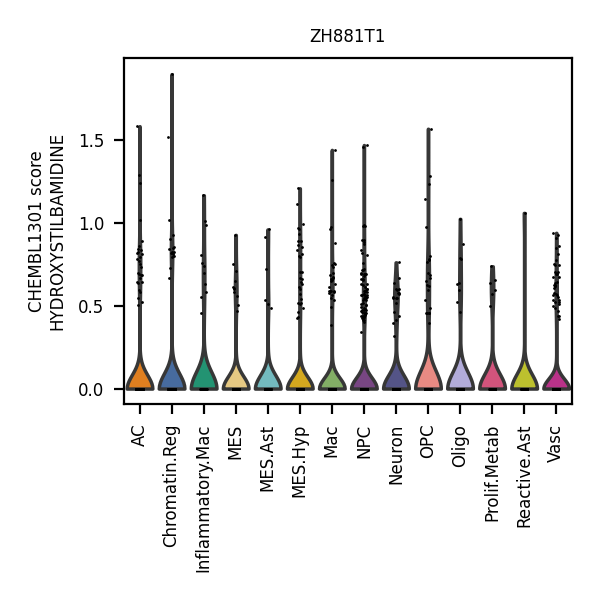 ZH881T1
CHEMBL1301 score
HYDROXYSTILBAMIDINE
1.5
1.0
0.5
0.0
AC
Chromatin.Reg
Inflammatory.Mac
MES
MES.Ast
MES.Hyp
Mac
NPC
Neuron
OPC
Oligo
Prolif.Metab
Reactive.Ast
Vasc